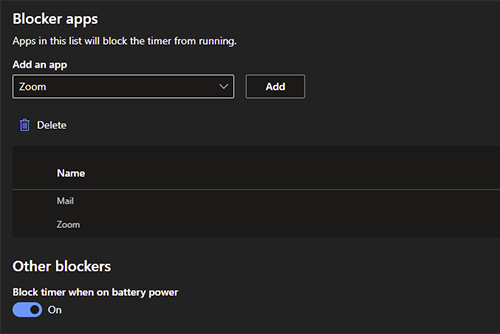 Blocker apps
Apps in this list will block the timer from running.
Add an app
Zoom
Add
Delete
Name
Mail
Zoom
Other blockers
Block timer when on battery power
On